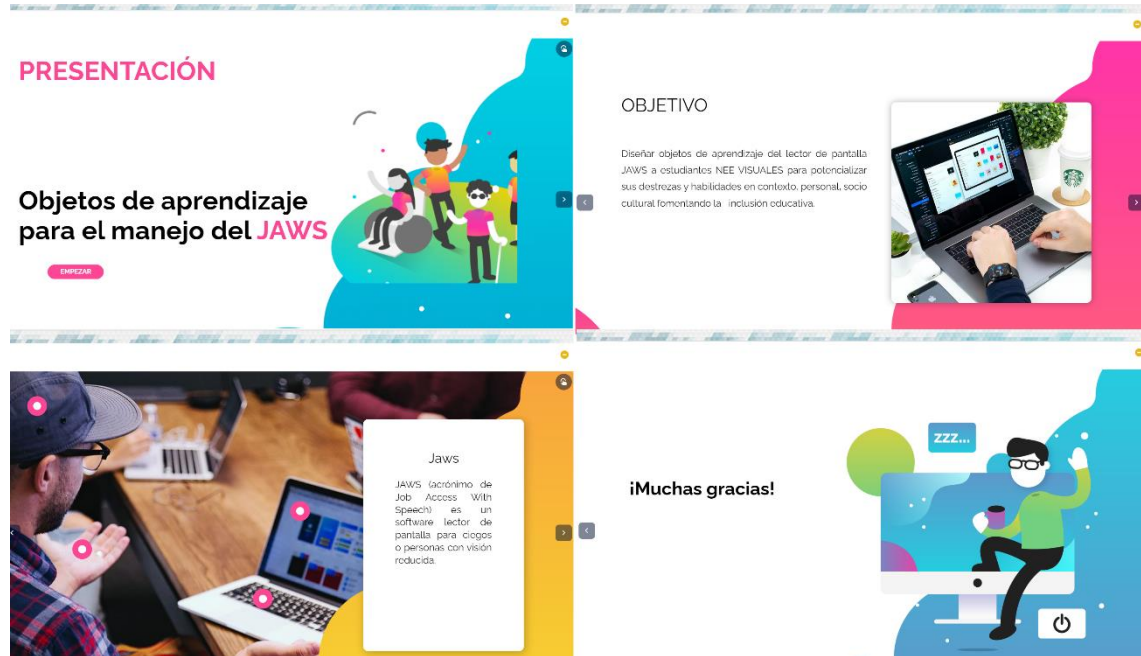 PRESENTACIÓN
Objetos de aprendizaje
para el manejo del JAWS
EMPEZAR
OBJETIVO
Diseñar objetos de aprendizaje del lector de pantalla
JAWS a estudiantes NEE VISUALES para potencializar
sus destrezas y habilidades en contexto, personal, socio
cultural fomentando la inclusión educativa.
Jaws
JAWS (acrónimo de
Job Access With
Speech) es un
software lector de
pantalla para ciegos
o personas con visión
reducida.
¡Muchas gracias!
ZZZ...